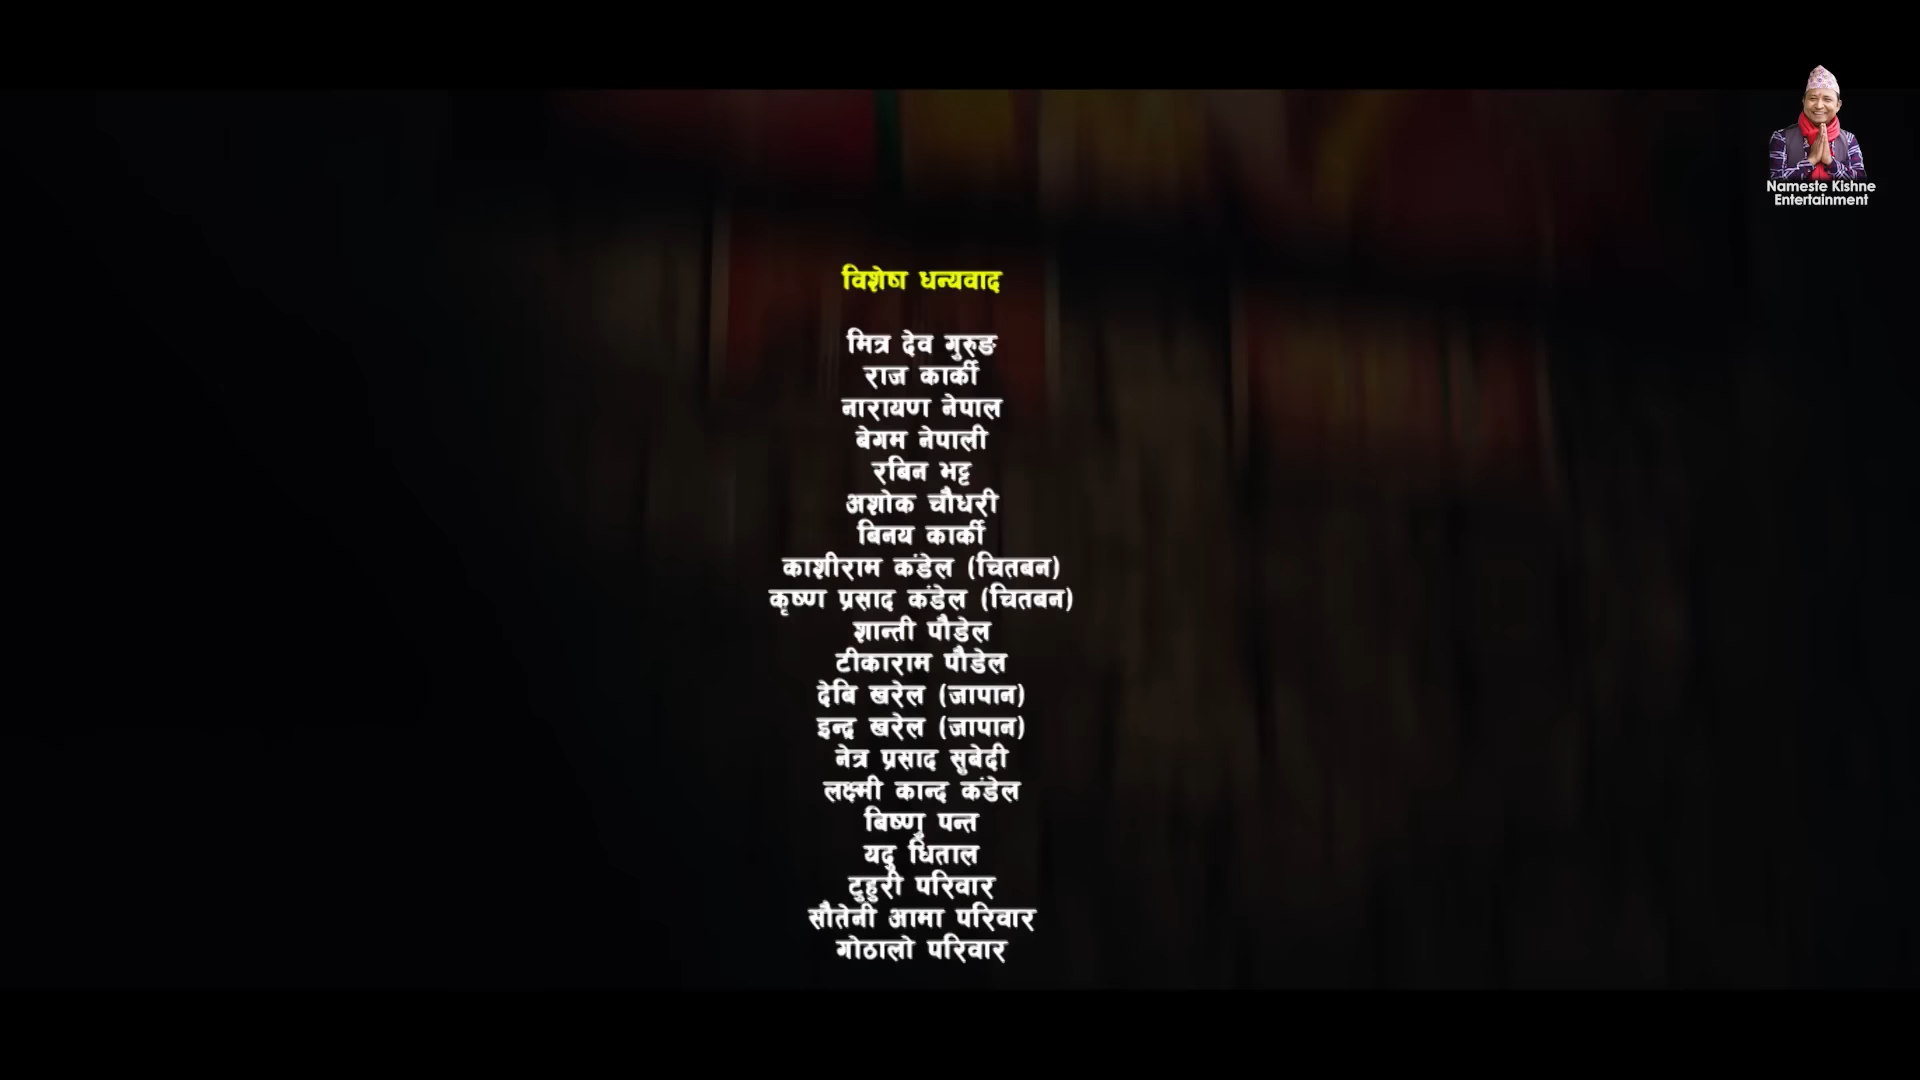 विशेष धन्यवाद
मित्र देव गुरुङ
राज कार्की
नारायण नेपाल
बेगम नेपाली
रबिन भट्ट
अशोक चौधरी
बिनय कार्की
काशीराम कंडेल (चितबन)
कृष्ण प्रसाद कंडेल (चितबन)
शान्ती पौडेल
टीकाराम पौडेल
देबि खरेल (जापान)
इन्द्र खरेल (जापान)
नेत्र प्रसाद सुबेदी
लक्ष्मी कान्द कंडेल
बिष्णु पन्त
यदु धिताल
टुहुरी परिवार
सौतेनी आमा परिवार
गोठालो परिवार
Nameste Kishne
Entertainment